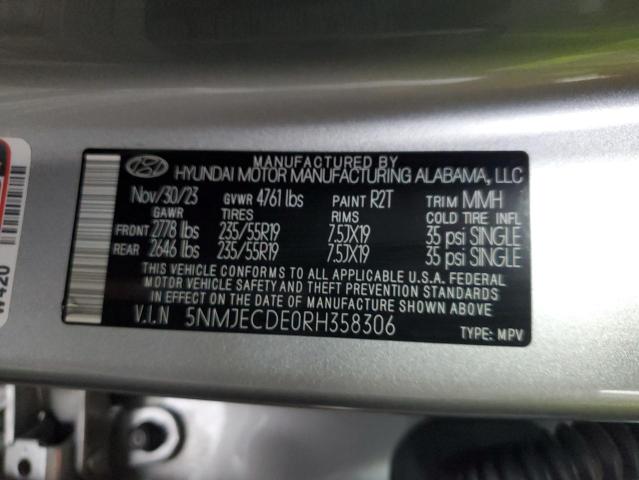 MANUFACTURED BY
HYUNDAI MOTOR MANUFACTURING ALABAMA, LLC
Nov/30/23 GVWR 4761 lbs PAINT R2T TRIM MMH
GAWR TIRES RIMS COLD TIRE INFL
FRONT 2778 lbs 235/55R19 7.5JX19 35 psi SINGLE
REAR 2646 lbs 235/55R19 7.5JX19 35 psi SINGLE
THIS VEHICLE CONFORMS TO ALL APPLICABLE U.S.A. FEDERAL
MOTOR VEHICLE SAFETY AND THEFT PREVENTION STANDARDS
IN EFFECT ON THE DATE OF MANUFACTURE SHOWN ABOVE
V.I.N 5NMJECDE0RH358306 TYPE: MPV
W420